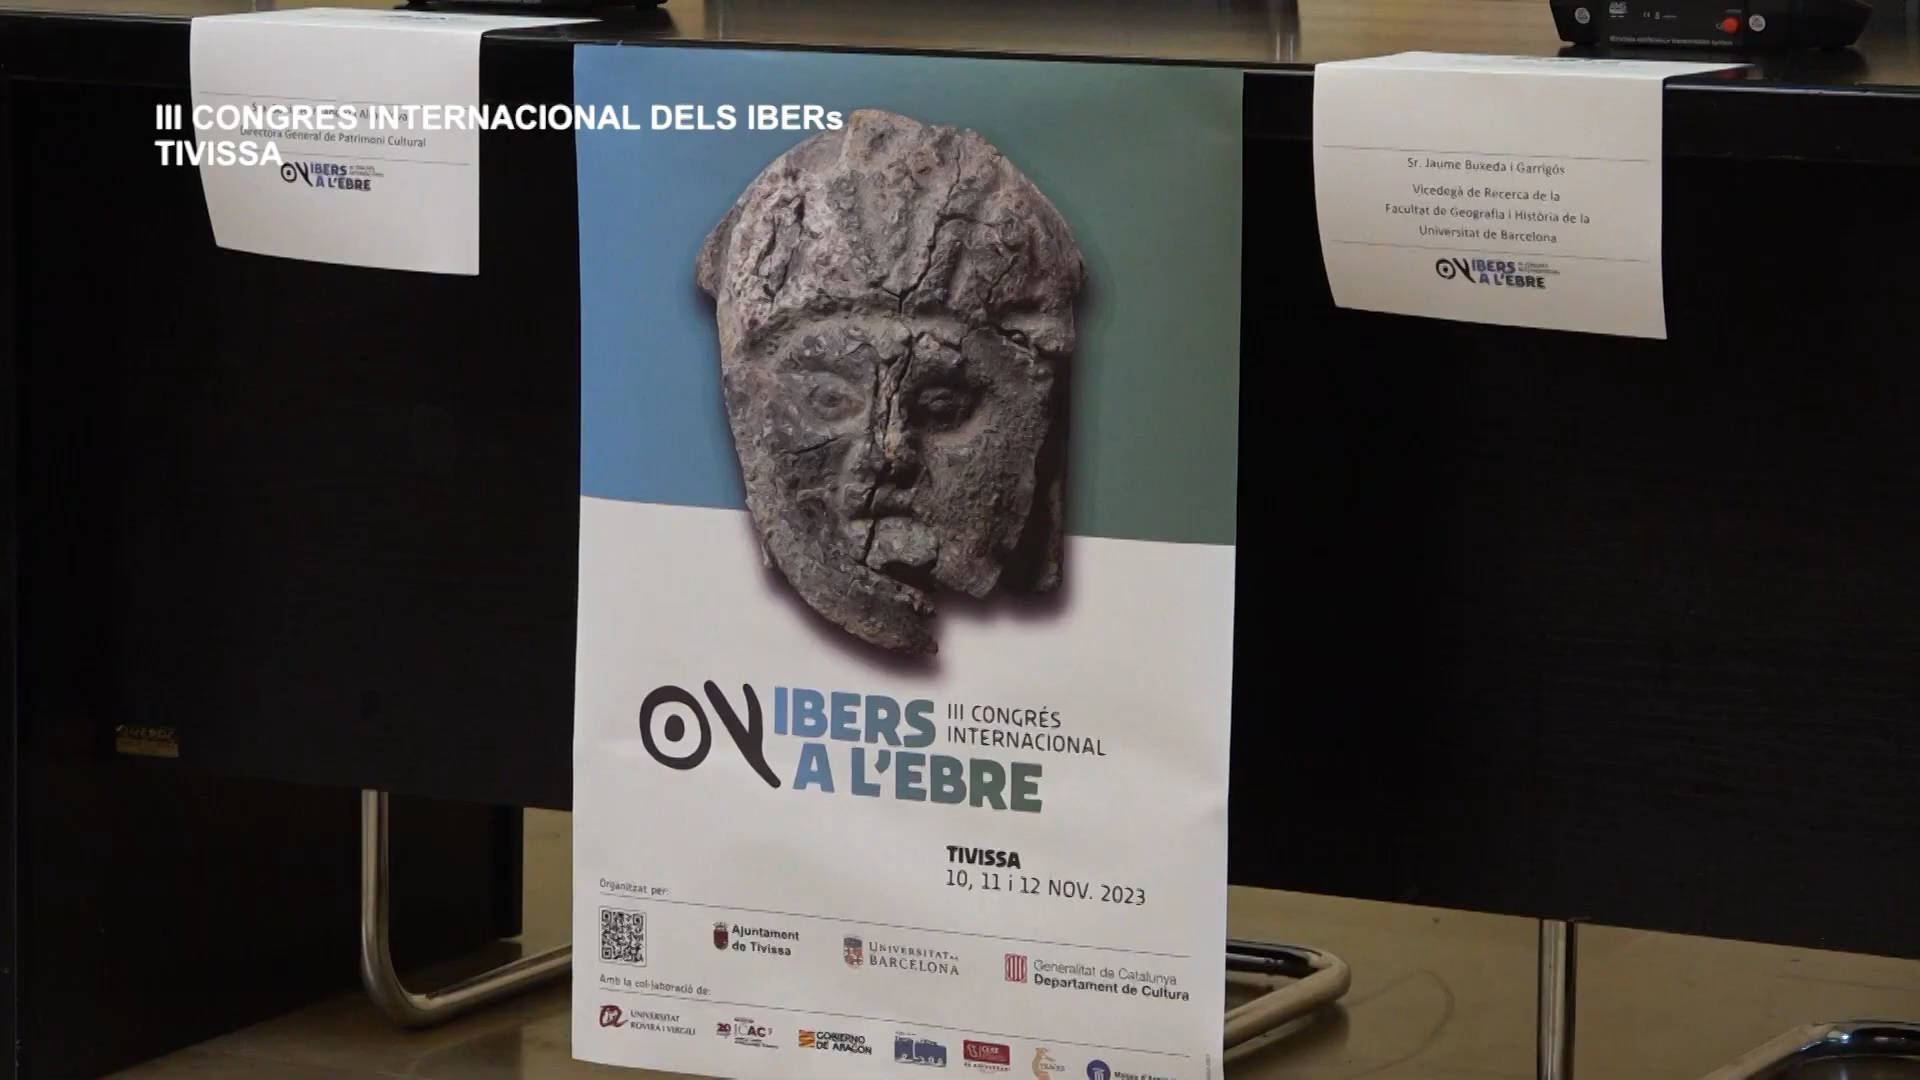 III CONGRÉS INTERNACIONAL DELS IBERs
TIVISSA
Directora General de Patrimoni Cultural
IBERS
A L'EBRE
Sr. Jaume Buxeda i Garrigós
Vicedegà de Recerca de la
Facultat de Geografia i Història de la
Universitat de Barcelona
IBERS
A L'EBRE
IBERS
A L'EBRE
III CONGRÉS
INTERNACIONAL
TIVISSA
10, 11 i 12 NOV. 2023
Organitzat per:
Ajuntament
de Tivissa
UNIVERSITAT DE
BARCELONA
Generalitat de Catalunya
Departament de Cultura
Amb la col·laboració de:
UNIVERSITAT
ROVIRA I VIRGILI
ICAC
GOBIERNO
DE ARAGON